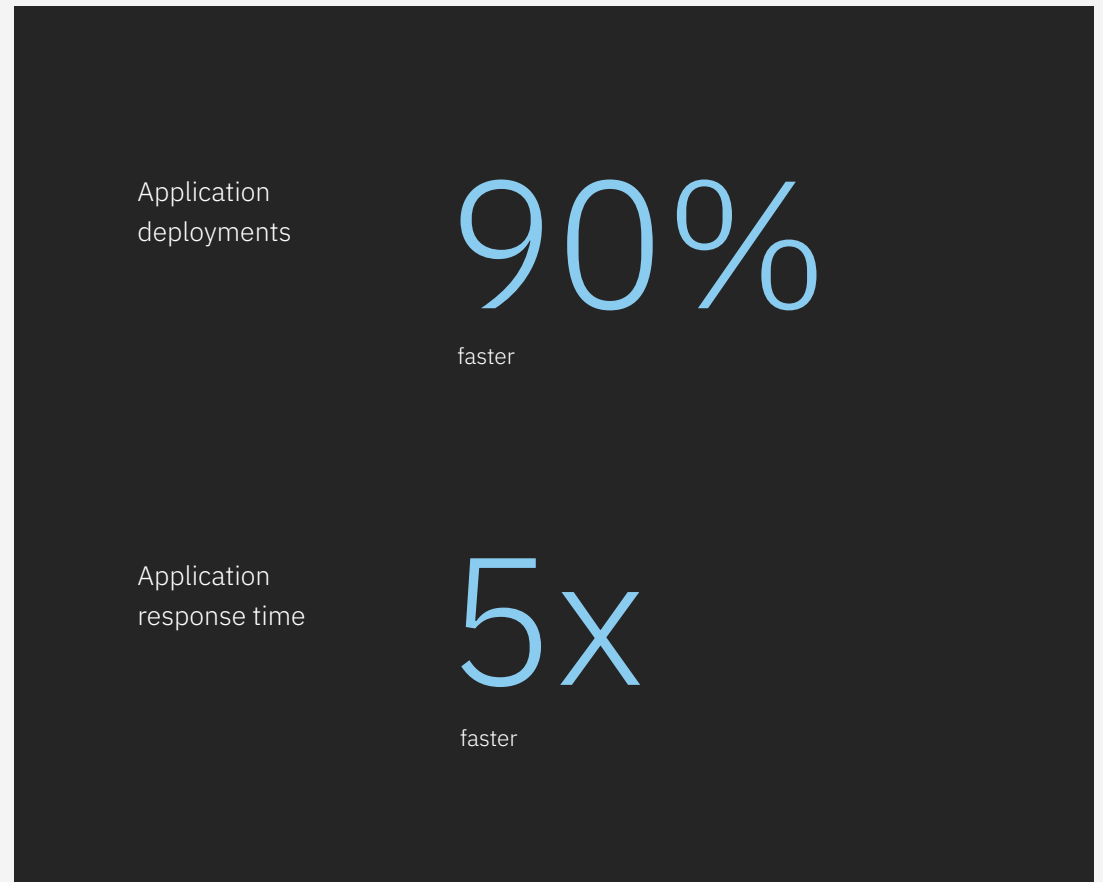 Application
deployments
90%
faster
Application
response time
5x
faster